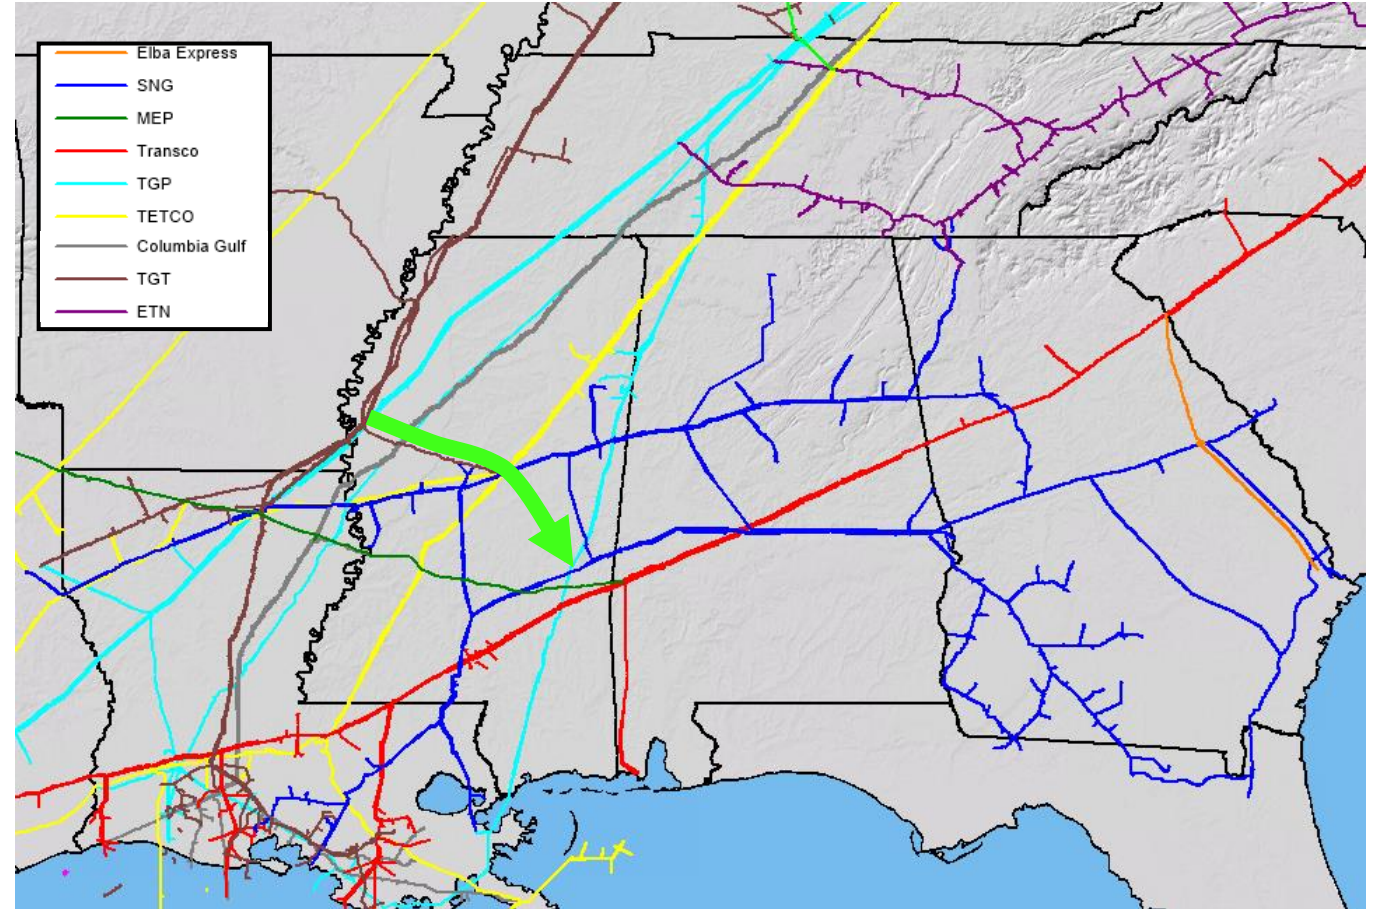 Elba Express
SNG
MEP
Transco
TGP
TETCO
Columbia Gulf
TGT
ETN